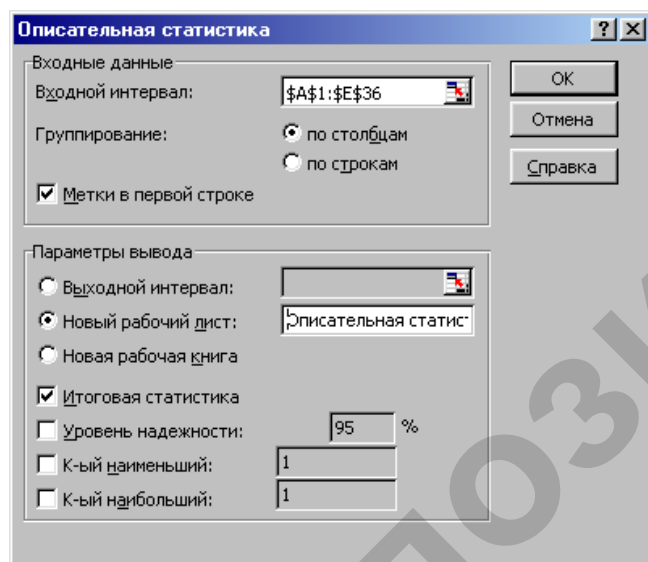 Описательная статистика
Входные данные
Входной интервал: $A$1:$E$36
Группирование: по столбцам
по строкам
Метки в первой строке
OK
Отмена
Справка
Параметры вывода
Выходной интервал:
Новый рабочий лист: Описательная статис
Новая рабочая книга
Итоговая статистика
Уровень надежности: 95 %
К-ый наименьший: 1
К-ый наибольший: 1